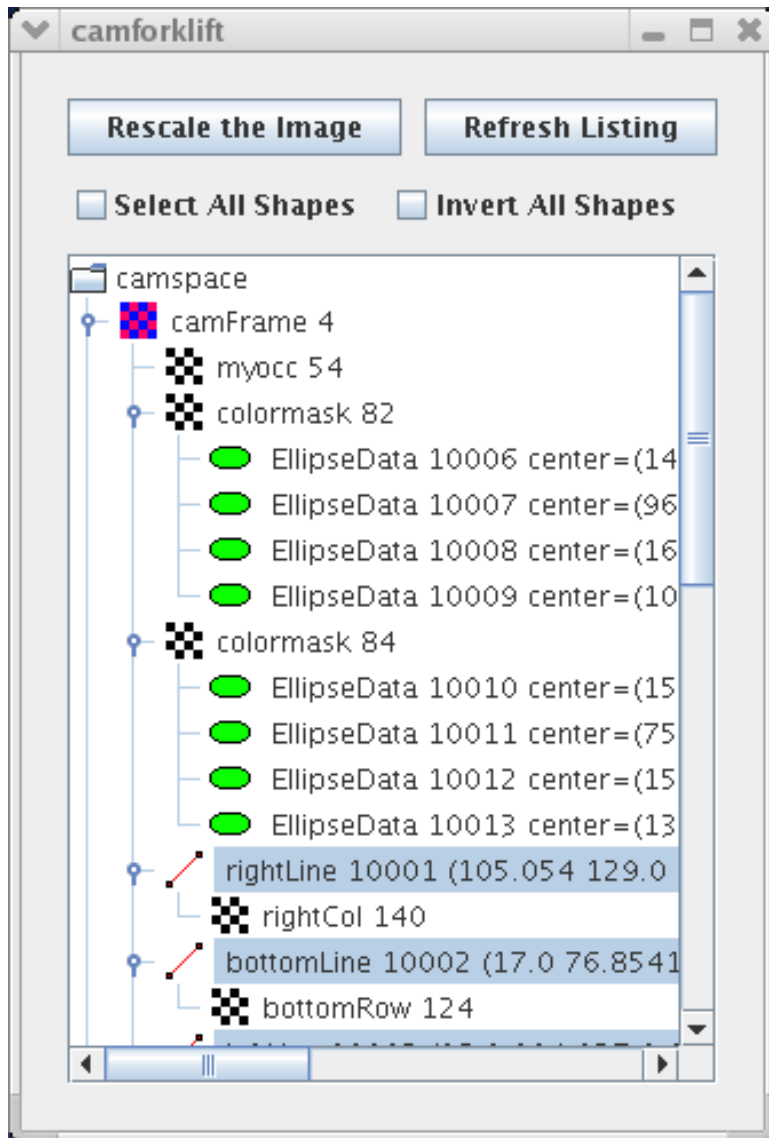 camforklift
Rescale the Image Refresh Listing
Select All Shapes Invert All Shapes
camspace
camFrame 4
myocc 54
colormask 82
EllipseData 10006 center=(14
EllipseData 10007 center=(96
EllipseData 10008 center=(16
EllipseData 10009 center=(10
colormask 84
EllipseData 10010 center=(15
EllipseData 10011 center=(75
EllipseData 10012 center=(15
EllipseData 10013 center=(13
rightLine 10001 (105.054 129.0
rightCol 140
bottomLine 10002 (17.0 76.8541
bottomRow 124